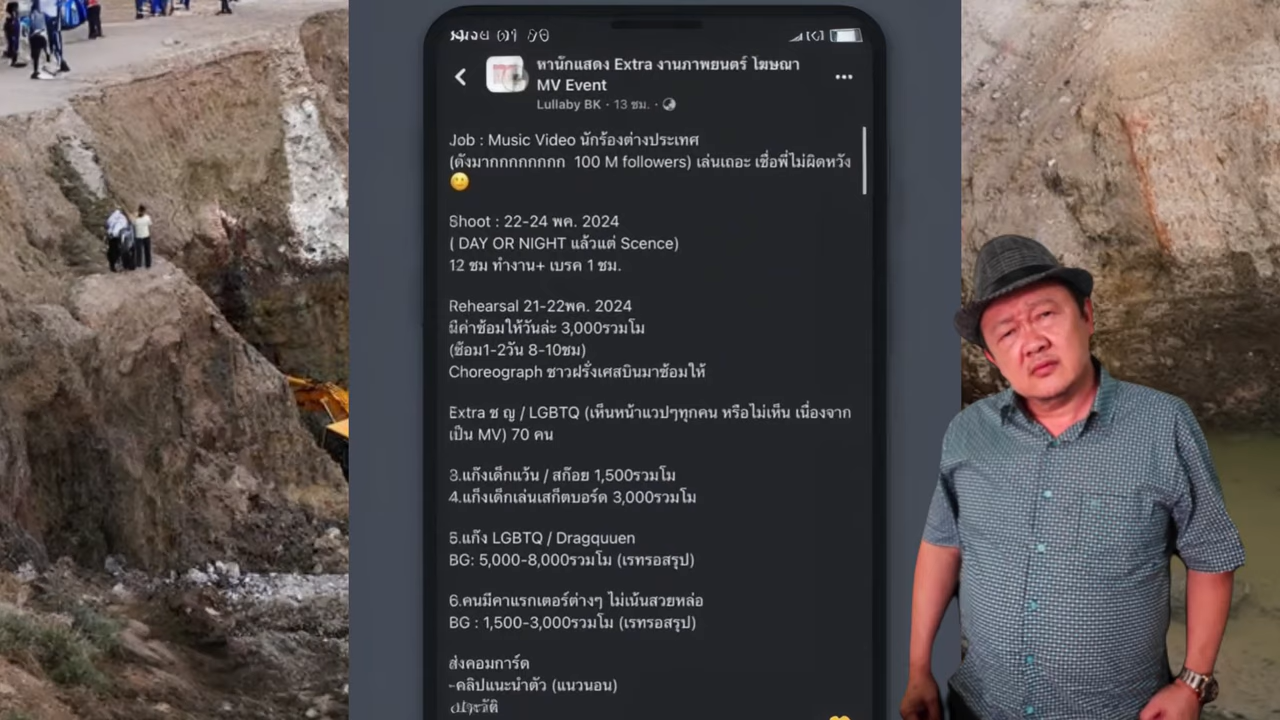 หานักแสดง Extra งานภาพยนตร์ โฆษณา
MV Event
Lullaby BK · 13 ชม. ·
Job : Music Video นักร้องต่างประเทศ
(ดังมากกกกกกกก 100 M followers) เล่นเถอะ เชื่อพี่ไม่ผิดหวัง
🙂
Shoot : 22-24 พค. 2024
( DAY OR NIGHT แล้วแต่ Scence)
12 ชม ทำงาน+ เบรค 1 ชม.
Rehearsal 21-22พค. 2024
มีค่าซ้อมให้วันล่ะ 3,000รวมโม
(ซ้อม1-2วัน 8-10ชม)
Choreograph ชาวฝรั่งเศสบินมาซ้อมให้
Extra ช ญ / LGBTQ (เห็นหน้าแวปๆทุกคน หรือไม่เห็น เนื่องจาก
เป็น MV) 70 คน
3.แก๊งเด็กแว้น / สก๊อย 1,500รวมโม
4.แก็งเด็กเล่นเสก็ตบอร์ด 3,000รวมโม
5.แก๊ง LGBTQ / Dragquuen
BG: 5,000-8,000รวมโม (เรทรอสรุป)
6.คนมีคาแรกเตอร์ต่างๆ ไม่เน้นสวยหล่อ
BG : 1,500-3,000รวมโม (เรทรอสรุป)
ส่งคอมการ์ด
-คลิปแนะนำตัว (แนวนอน)